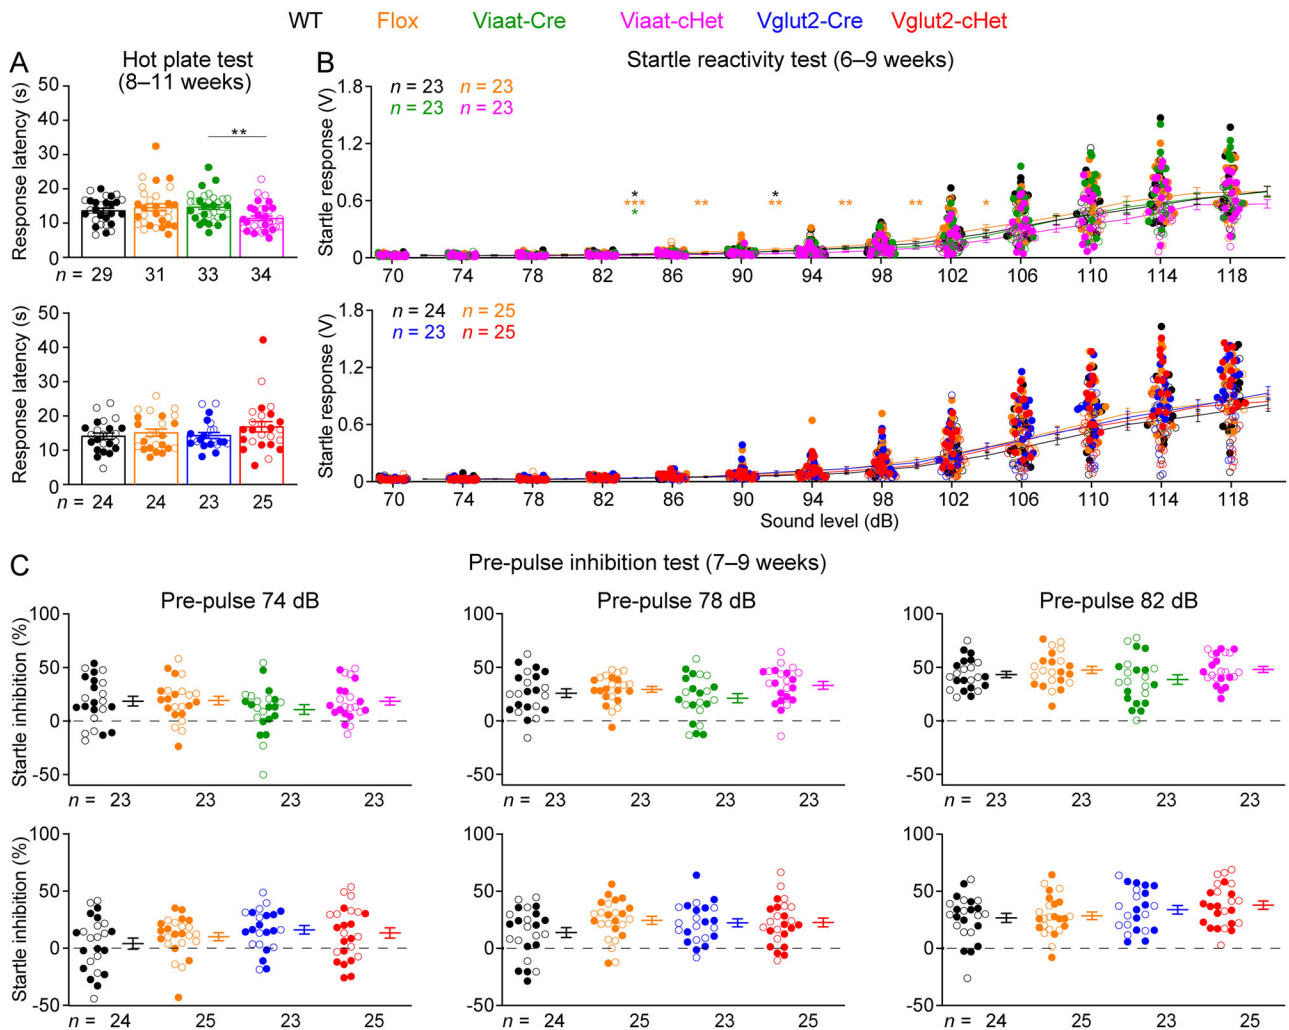 WT Flox Viaat-Cre Viaat-cHet Vglut2-Cre Vglut2-cHet
A Hot plate test
(8–11 weeks)
Response latency (s)
50
40
30
20
10
0
**
n = 29 31 33 34
Response latency (s)
50
40
30
20
10
0
n = 24 24 23 25
B Startle reactivity test (6–9 weeks)
Startle response (V)
1.8
1.2
0.6
0
n = 23 n = 23
n = 23 n = 23
* *
*** ** ** ** ** *
*
70 74 78 82 86 90 94 98 102 106 110 114 118
Startle response (V)
1.8
1.2
0.6
0
n = 24 n = 25
n = 23 n = 25
70 74 78 82 86 90 94 98 102 106 110 114 118
Sound level (dB)
C Pre-pulse inhibition test (7–9 weeks)
Pre-pulse 74 dB Pre-pulse 78 dB Pre-pulse 82 dB
Startle inhibition (%)
100 100 100
50 50 50
0 0 0
-50 -50 -50
n = 23 23 23 23 n = 23 23 23 23 n = 23 23 23 23
Startle inhibition (%)
100 100 100
50 50 50
0 0 0
-50 -50 -50
n = 24 25 23 25 n = 24 25 23 25 n = 24 25 23 25